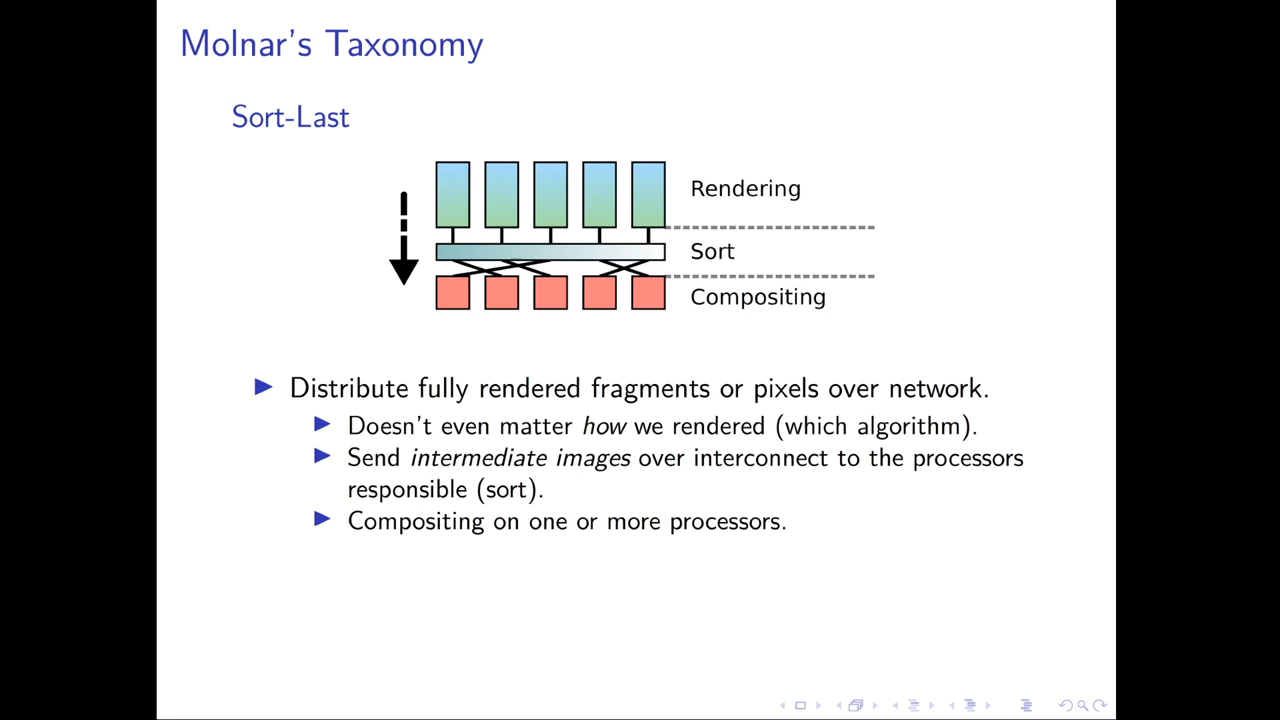 Molnar's Taxonomy
Sort-Last
Rendering
Sort
Compositing
Distribute fully rendered fragments or pixels over network.
Doesn't even matter how we rendered (which algorithm).
Send intermediate images over interconnect to the processors
responsible (sort).
Compositing on one or more processors.